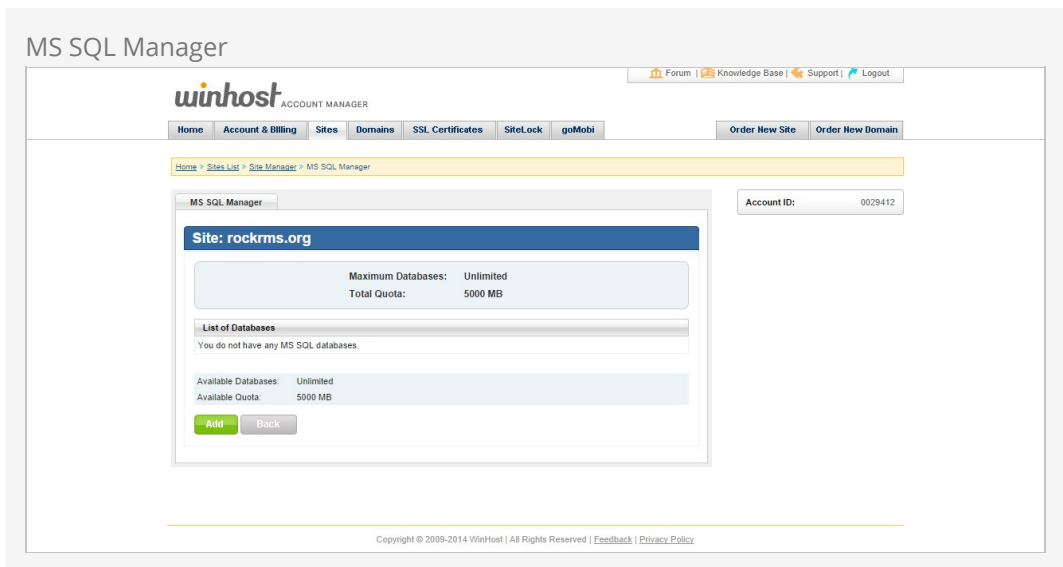 MS SQL Manager
Forum | Knowledge Base | Support | Logout
winhost ACCOUNT MANAGER
Home Account & Billing Sites Domains SSL Certificates SiteLock goMobi Order New Site Order New Domain
Home > Sites List > Site Manager > MS SQL Manager
MS SQL Manager
Account ID: 0029412
Site: rockrms.org
Maximum Databases: Unlimited
Total Quota: 5000 MB
List of Databases
You do not have any MS SQL databases.
Available Databases: Unlimited
Available Quota: 5000 MB
Add Back
Copyright © 2009-2014 WinHost | All Rights Reserved | Feedback | Privacy Policy